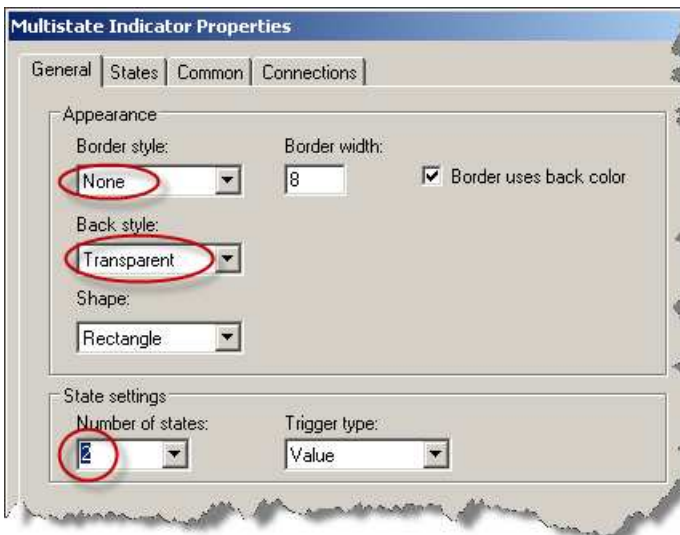 Multistate Indicator Properties
General States Common Connections
Appearance
Border style: Border width:
None 8 Border uses back color
Back style:
Transparent
Shape:
Rectangle
State settings
Number of states: Trigger type:
2 Value